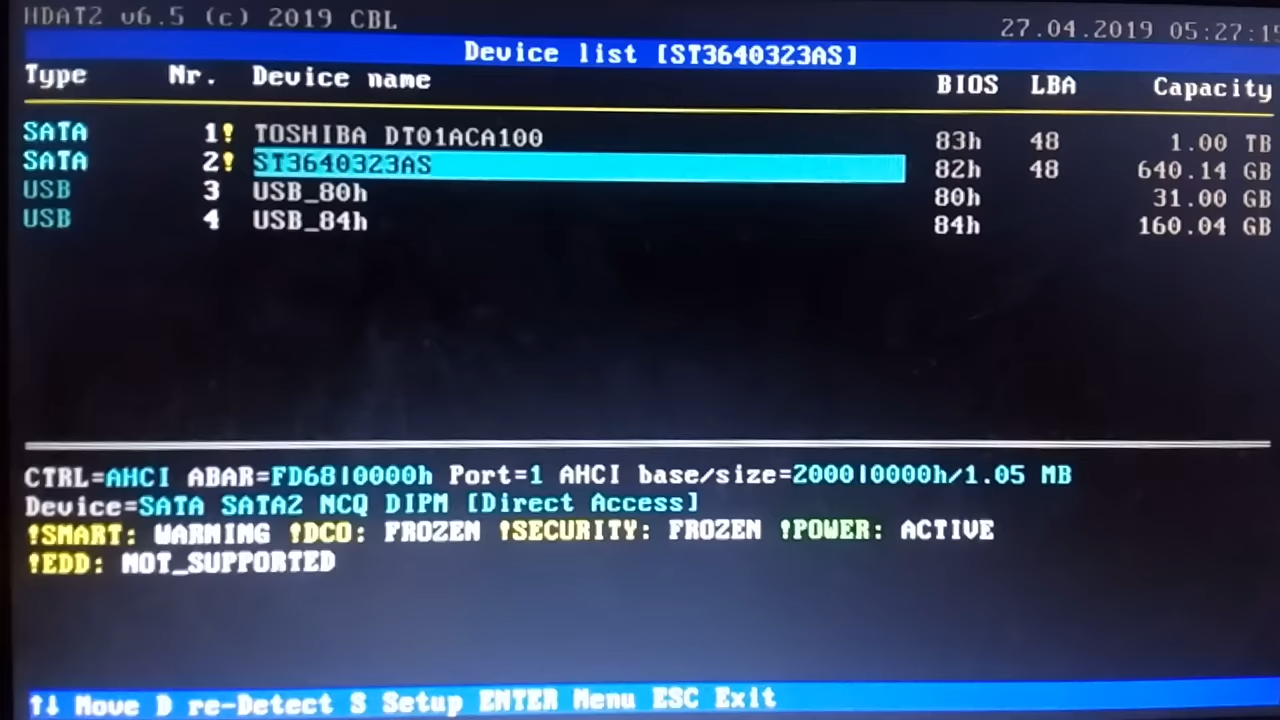 HDAT2 v6.5 (c) 2019 CBL 27.04.2019 05:27:1
Device list [ST3640323AS]
Type Nr. Device name BIOS LBA Capacity
SATA 1! TOSHIBA DT01ACA100 83h 48 1.00 TB
SATA 2! ST3640323AS 82h 48 640.14 GB
USB 3 USB_80h 80h 31.00 GB
USB 4 USB_84h 84h 160.04 GB
CTRL=AHCI ABAR=FD68|0000h Port=1 AHCI base/size=2000|0000h/1.05 MB
Device=SATA SATA2 NCQ DIPM [Direct Access]
!SMART: WARNING !DCO: FROZEN !SECURITY: FROZEN !POWER: ACTIVE
!EDD: NOT_SUPPORTED
↑↓ Move D re-Detect S Setup ENTER Menu ESC Exit